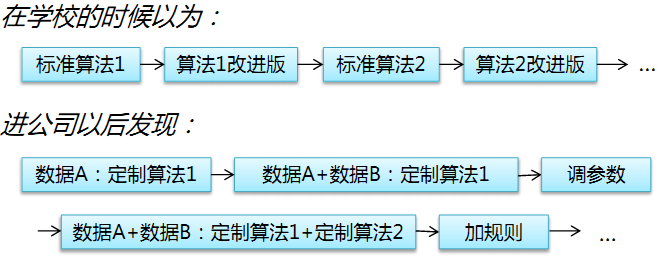 在学校的时候以为：
标准算法1 算法1改进版 标准算法2 算法2改进版 ...
进公司以后发现：
数据A：定制算法1 数据A+数据B：定制算法1 调参数
数据A+数据B：定制算法1+定制算法2 加规则 ...